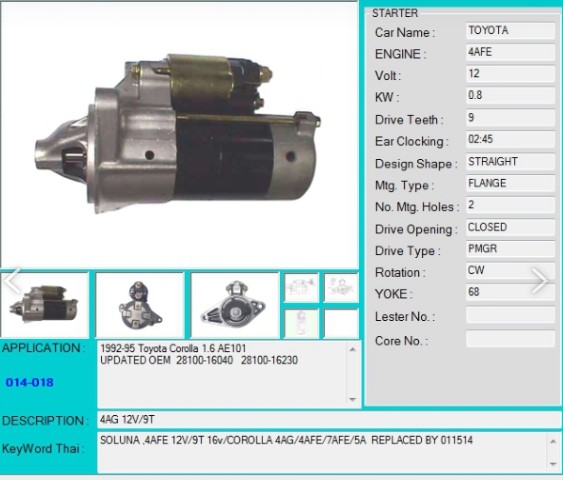 STARTER
Car Name : TOYOTA
ENGINE : 4AFE
Volt : 12
KW : 0.8
Drive Teeth : 9
Ear Clocking : 02:45
Design Shape : STRAIGHT
Mtg. Type : FLANGE
No. Mtg. Holes : 2
Drive Opening : CLOSED
Drive Type : PMGR
Rotation : CW
YOKE : 68
Lester No. :
Core No. :
APPLICATION : 1992-95 Toyota Corolla 1.6 AE101
UPDATED OEM 28100-16040 28100-16230
014-018
DESCRIPTION : 4AG 12V/9T
KeyWord Thai : SOLUNA ,4AFE 12V/9T 16v/COROLLA 4AG/4AFE/7AFE/5A REPLACED BY 011514